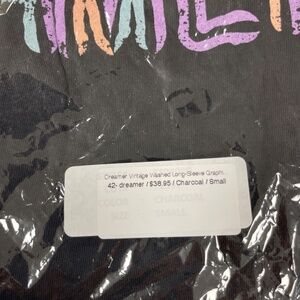 Dreamer Vintage Washed Long-Sleeve Graphi..
42- dreamer / $38.95 / Charcoal / Small
COLOR CHARCOAL
SIZE SMALL